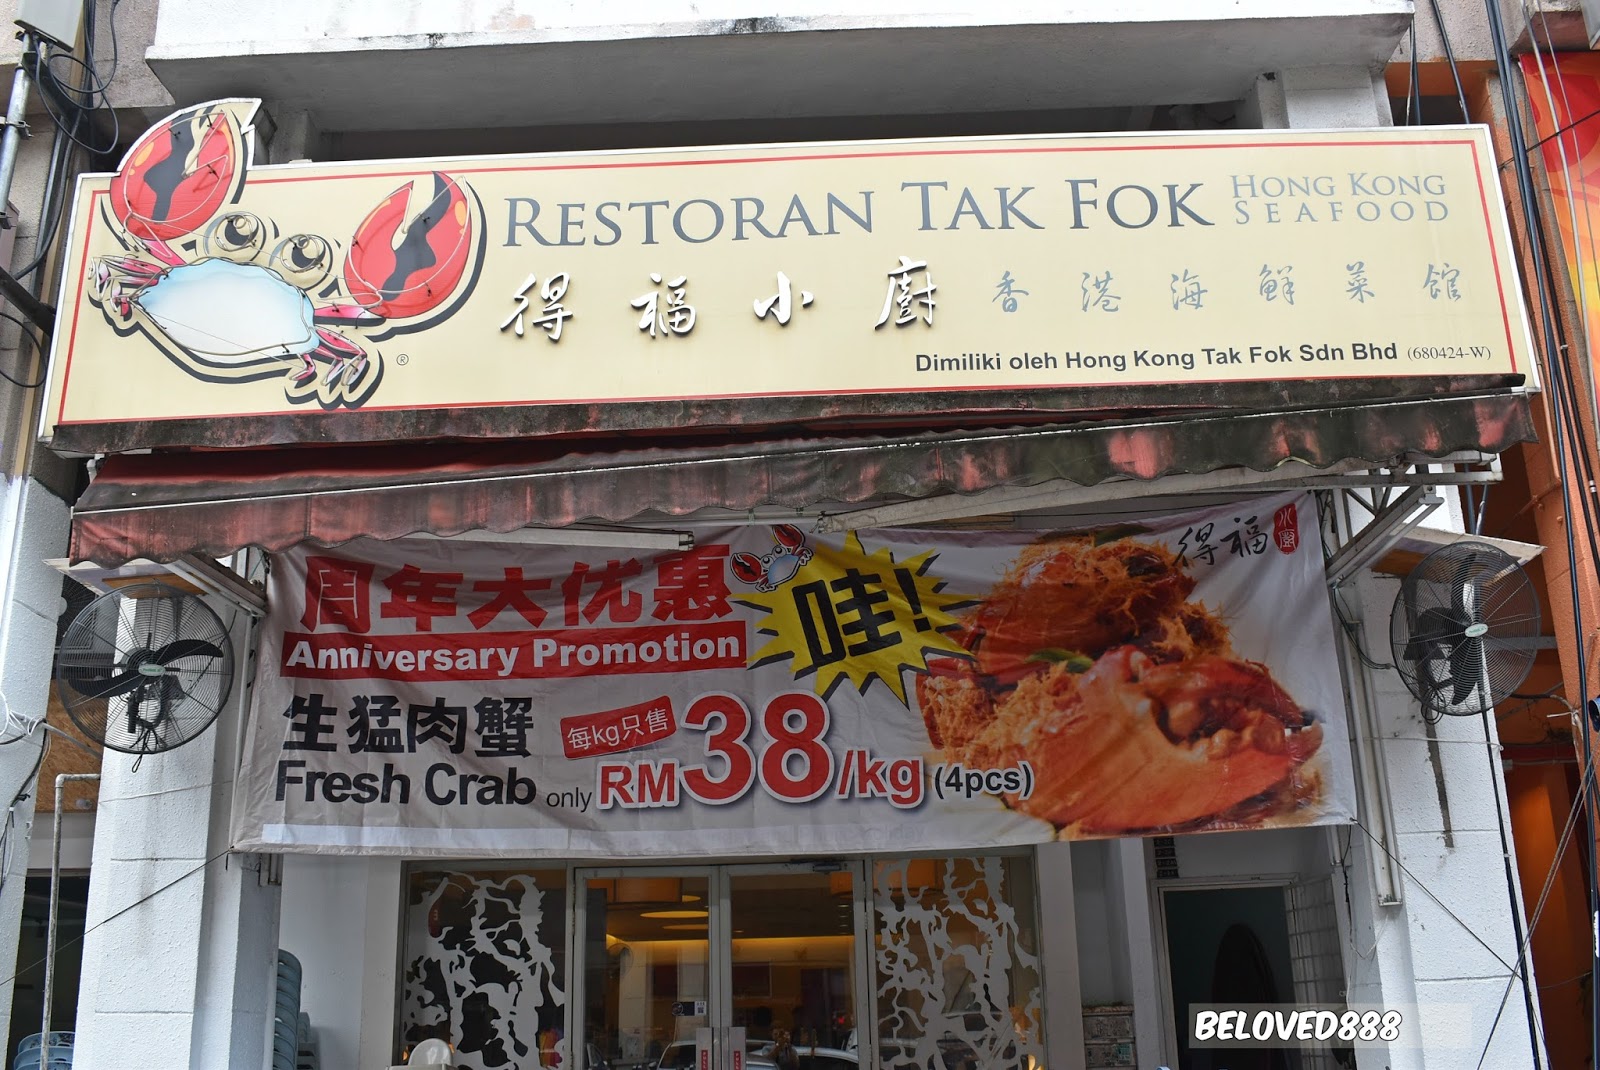 RESTORAN TAK FOK HONG KONG
SEAFOOD
得福小廚 香港海鮮菜館
®
Dimiliki oleh Hong Kong Tak Fok Sdn Bhd (680424-W)
得福小廚
周年大优惠
哇!
Anniversary Promotion
生猛肉蟹
每kg只售
Fresh Crab only RM38/kg (4pcs)
BELOVED888